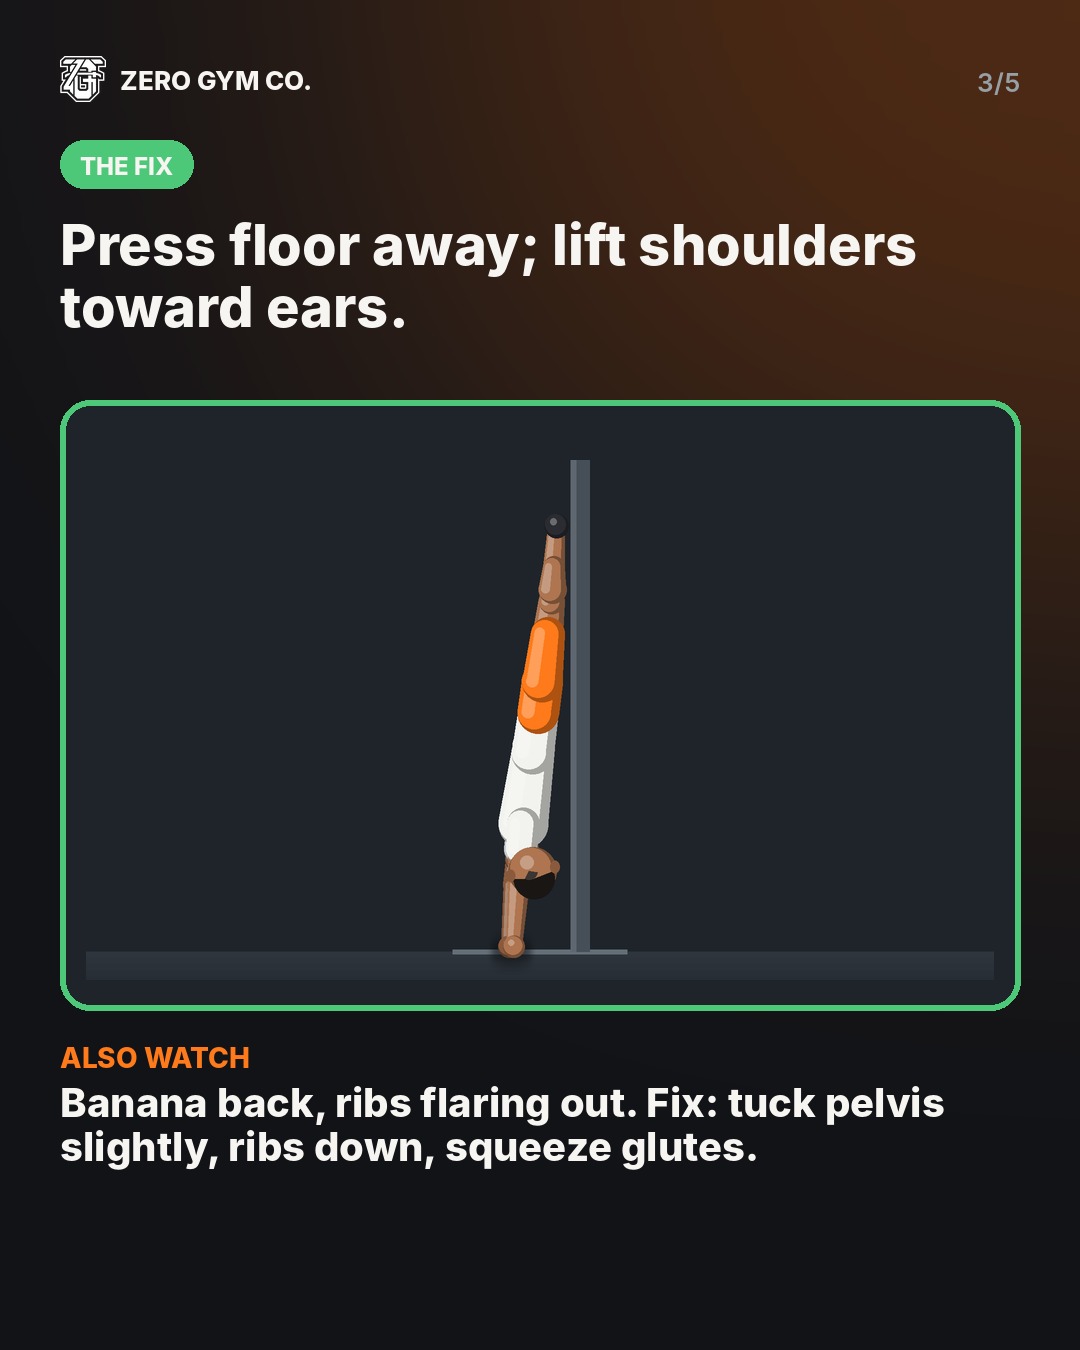 ZERO GYM CO.
3/5
THE FIX
Press floor away; lift shoulders
toward ears.
ALSO WATCH
Banana back, ribs flaring out. Fix: tuck pelvis
slightly, ribs down, squeeze glutes.